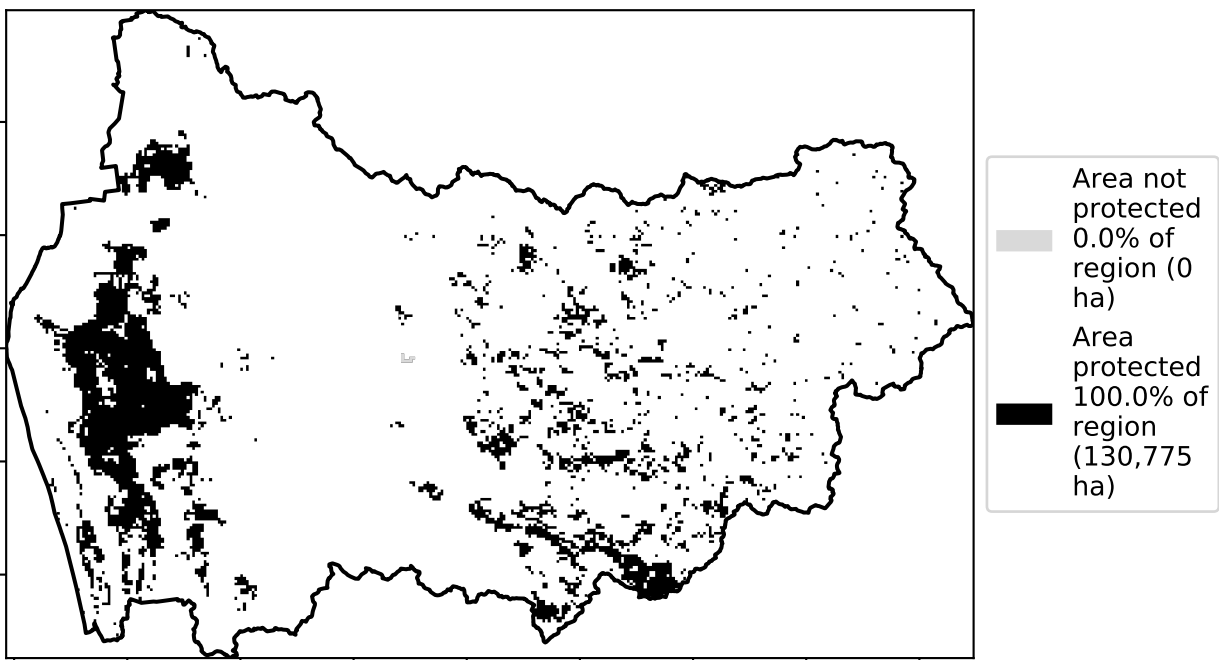 Area not
protected
0.0% of
region (0
ha)
Area
protected
100.0% of
region
(130,775
ha)